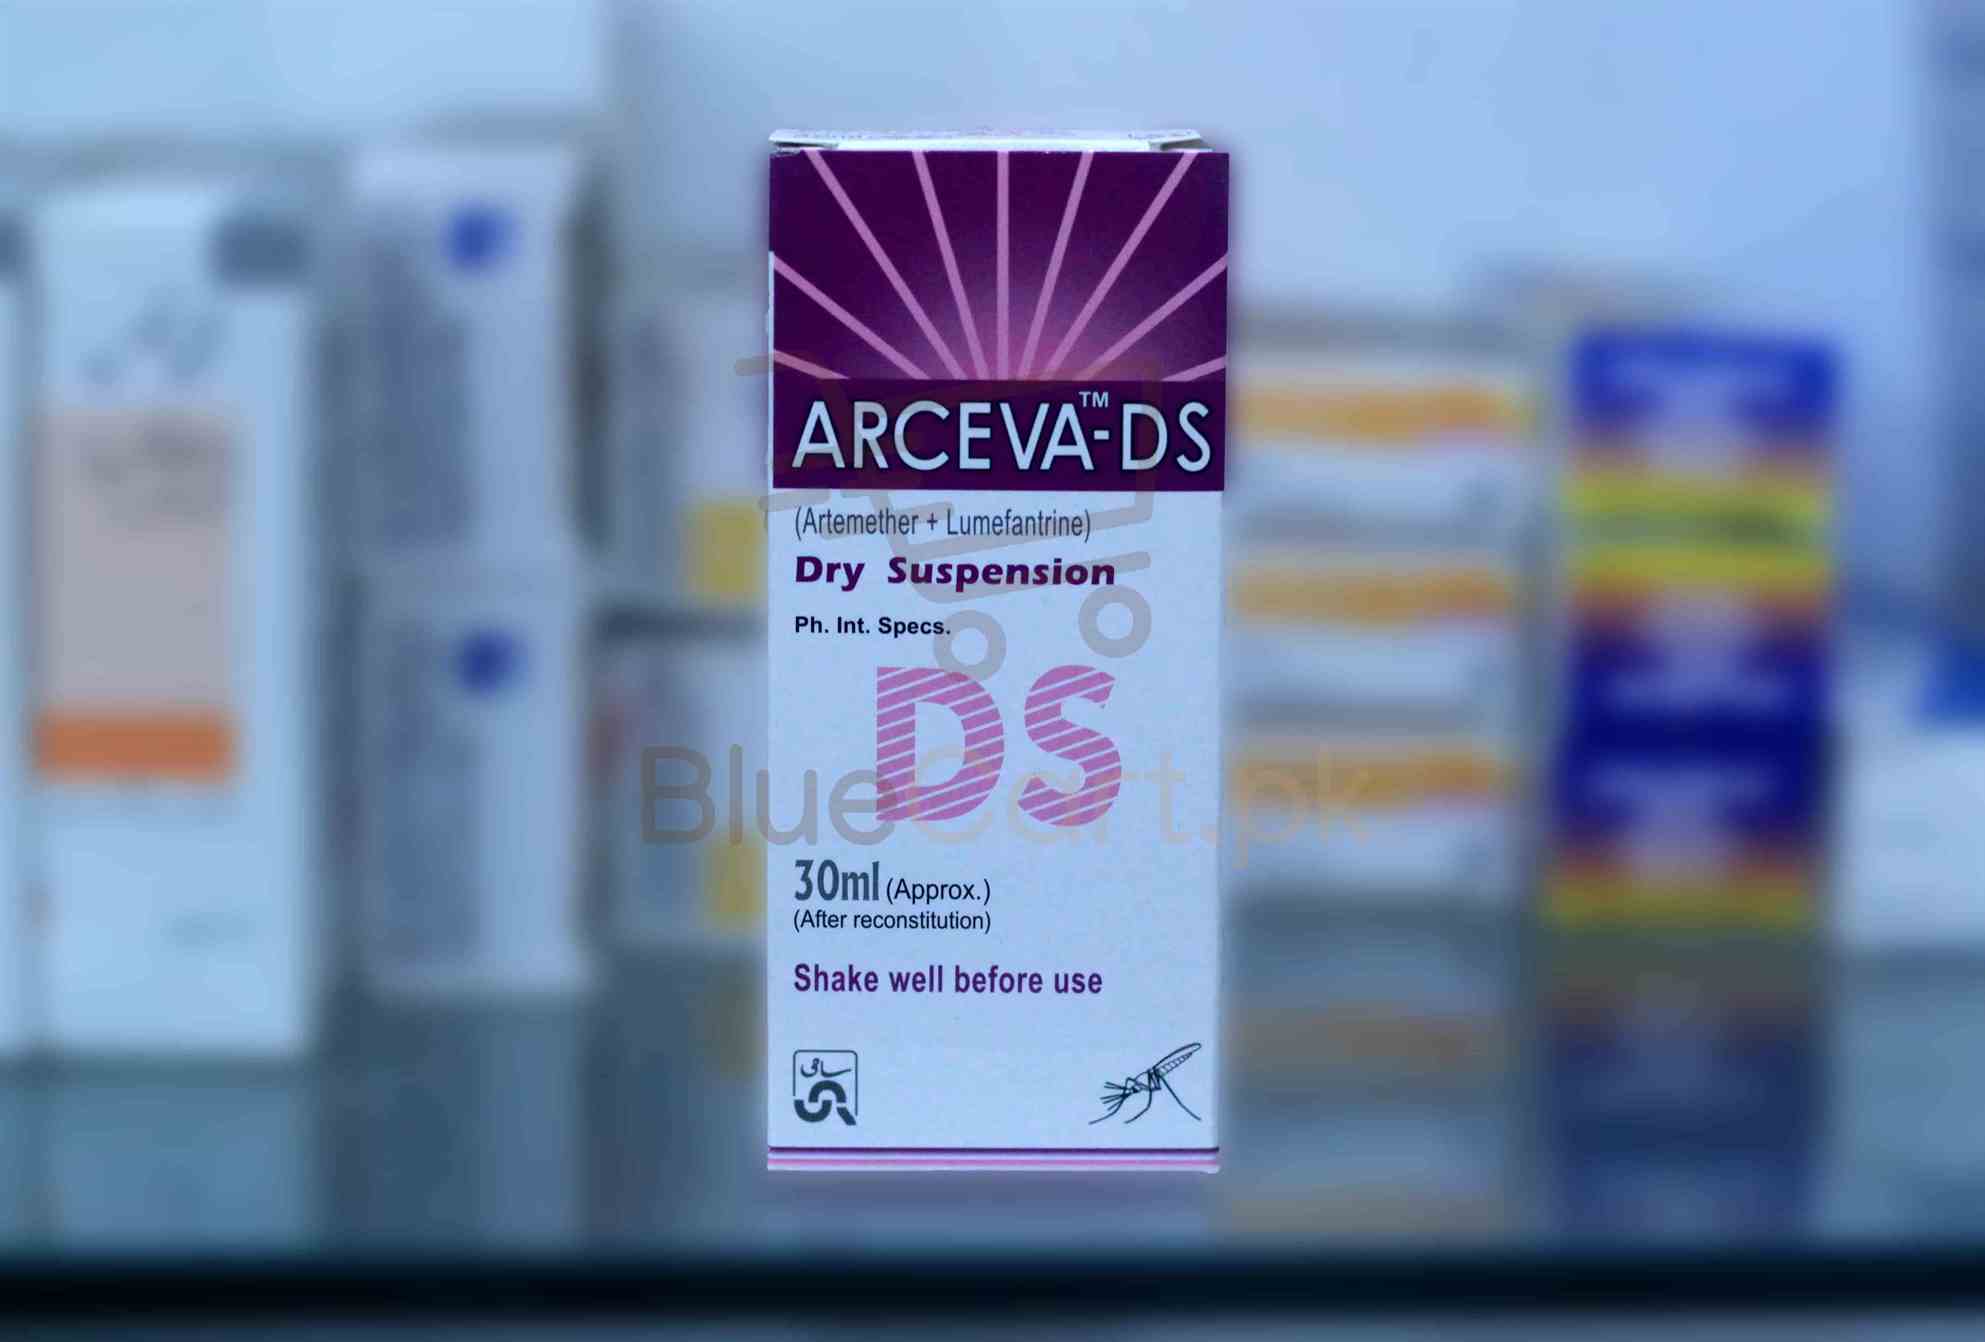 ARCEVA™-DS
(Artemether + Lumefantrine)
Dry Suspension
Ph. Int. Specs.
DS
BlueCart.pk
30ml (Approx.)
(After reconstitution)
Shake well before use
سامی